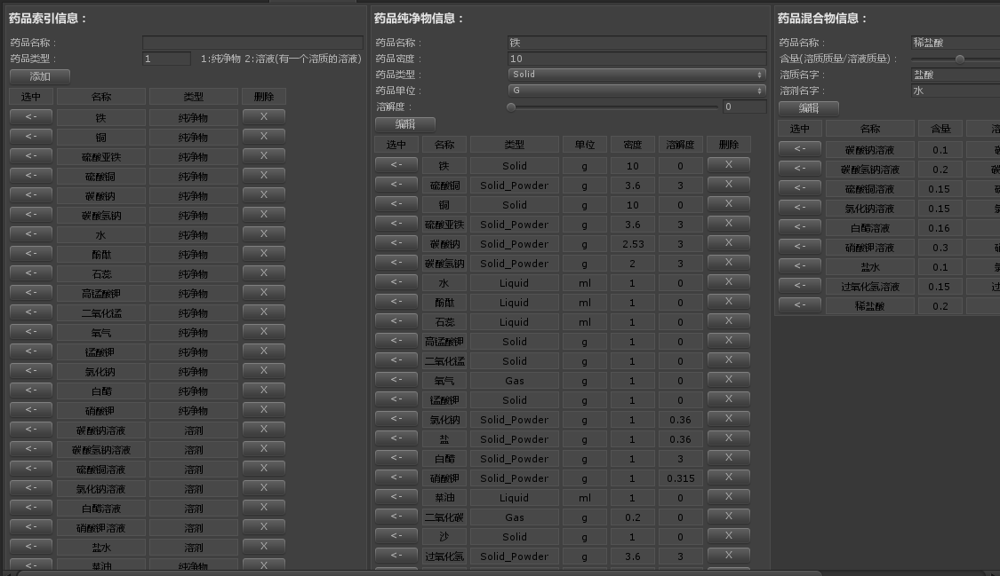 药品索引信息：
药品名称：
药品类型： 1 1:纯净物 2:溶液(有一个溶质的溶液)
添加
选中 名称 类型 删除
<- 铁 纯净物 X
<- 铜 纯净物 X
<- 硫酸亚铁 纯净物 X
<- 硫酸铜 纯净物 X
<- 碳酸钠 纯净物 X
<- 碳酸氢钠 纯净物 X
<- 水 纯净物 X
<- 酚酞 纯净物 X
<- 石蕊 纯净物 X
<- 高锰酸钾 纯净物 X
<- 二氧化锰 纯净物 X
<- 氧气 纯净物 X
<- 锰酸钾 纯净物 X
<- 氯化钠 纯净物 X
<- 白醋 纯净物 X
<- 硝酸钾 纯净物 X
<- 碳酸钠溶液 溶剂 X
<- 碳酸氢钠溶液 溶剂 X
<- 硫酸铜溶液 溶剂 X
<- 氯化钠溶液 溶剂 X
<- 白醋溶液 溶剂 X
<- 硝酸钾溶液 溶剂 X
<- 盐水 溶剂 X
<- 菜油 纯净物 X
药品纯净物信息：
药品名称： 铁
药品密度： 10
药品类型： Solid
药品单位： G
溶解度： 0
编辑
选中 名称 类型 单位 密度 溶解度 删除
<- 铁 Solid g 10 0 X
<- 硫酸铜 Solid_Powder g 3.6 3 X
<- 铜 Solid g 10 0 X
<- 硫酸亚铁 Solid_Powder g 3.6 3 X
<- 碳酸钠 Solid_Powder g 2.53 3 X
<- 碳酸氢钠 Solid_Powder g 2 3 X
<- 水 Liquid ml 1 0 X
<- 酚酞 Liquid ml 1 0 X
<- 石蕊 Liquid ml 1 0 X
<- 高锰酸钾 Solid g 1 0 X
<- 二氧化锰 Solid g 1 0 X
<- 氧气 Gas g 1 0 X
<- 锰酸钾 Solid g 1 0 X
<- 氯化钠 Solid_Powder g 1 0.36 X
<- 盐 Solid_Powder g 1 0.36 X
<- 白醋 Solid_Powder g 1 3 X
<- 硝酸钾 Solid_Powder g 1 0.315 X
<- 菜油 Liquid ml 1 0 X
<- 二氧化碳 Gas g 0.2 0 X
<- 沙 Solid g 1 0 X
<- 过氧化氢 Solid_Powder g 3.6 3 X
药品混合物信息：
药品名称： 稀盐酸
含量(溶质质量/溶液质量)：
溶质名字： 盐酸
溶剂名字： 水
编辑
选中 名称 含量 溶
<- 碳酸钠溶液 0.1
<- 碳酸氢钠溶液 0.2
<- 硫酸铜溶液 0.15
<- 氯化钠溶液 0.15
<- 白醋溶液 0.16
<- 硝酸钾溶液 0.3
<- 盐水 0.1
<- 过氧化氢溶液 0.15
<- 稀盐酸 0.2